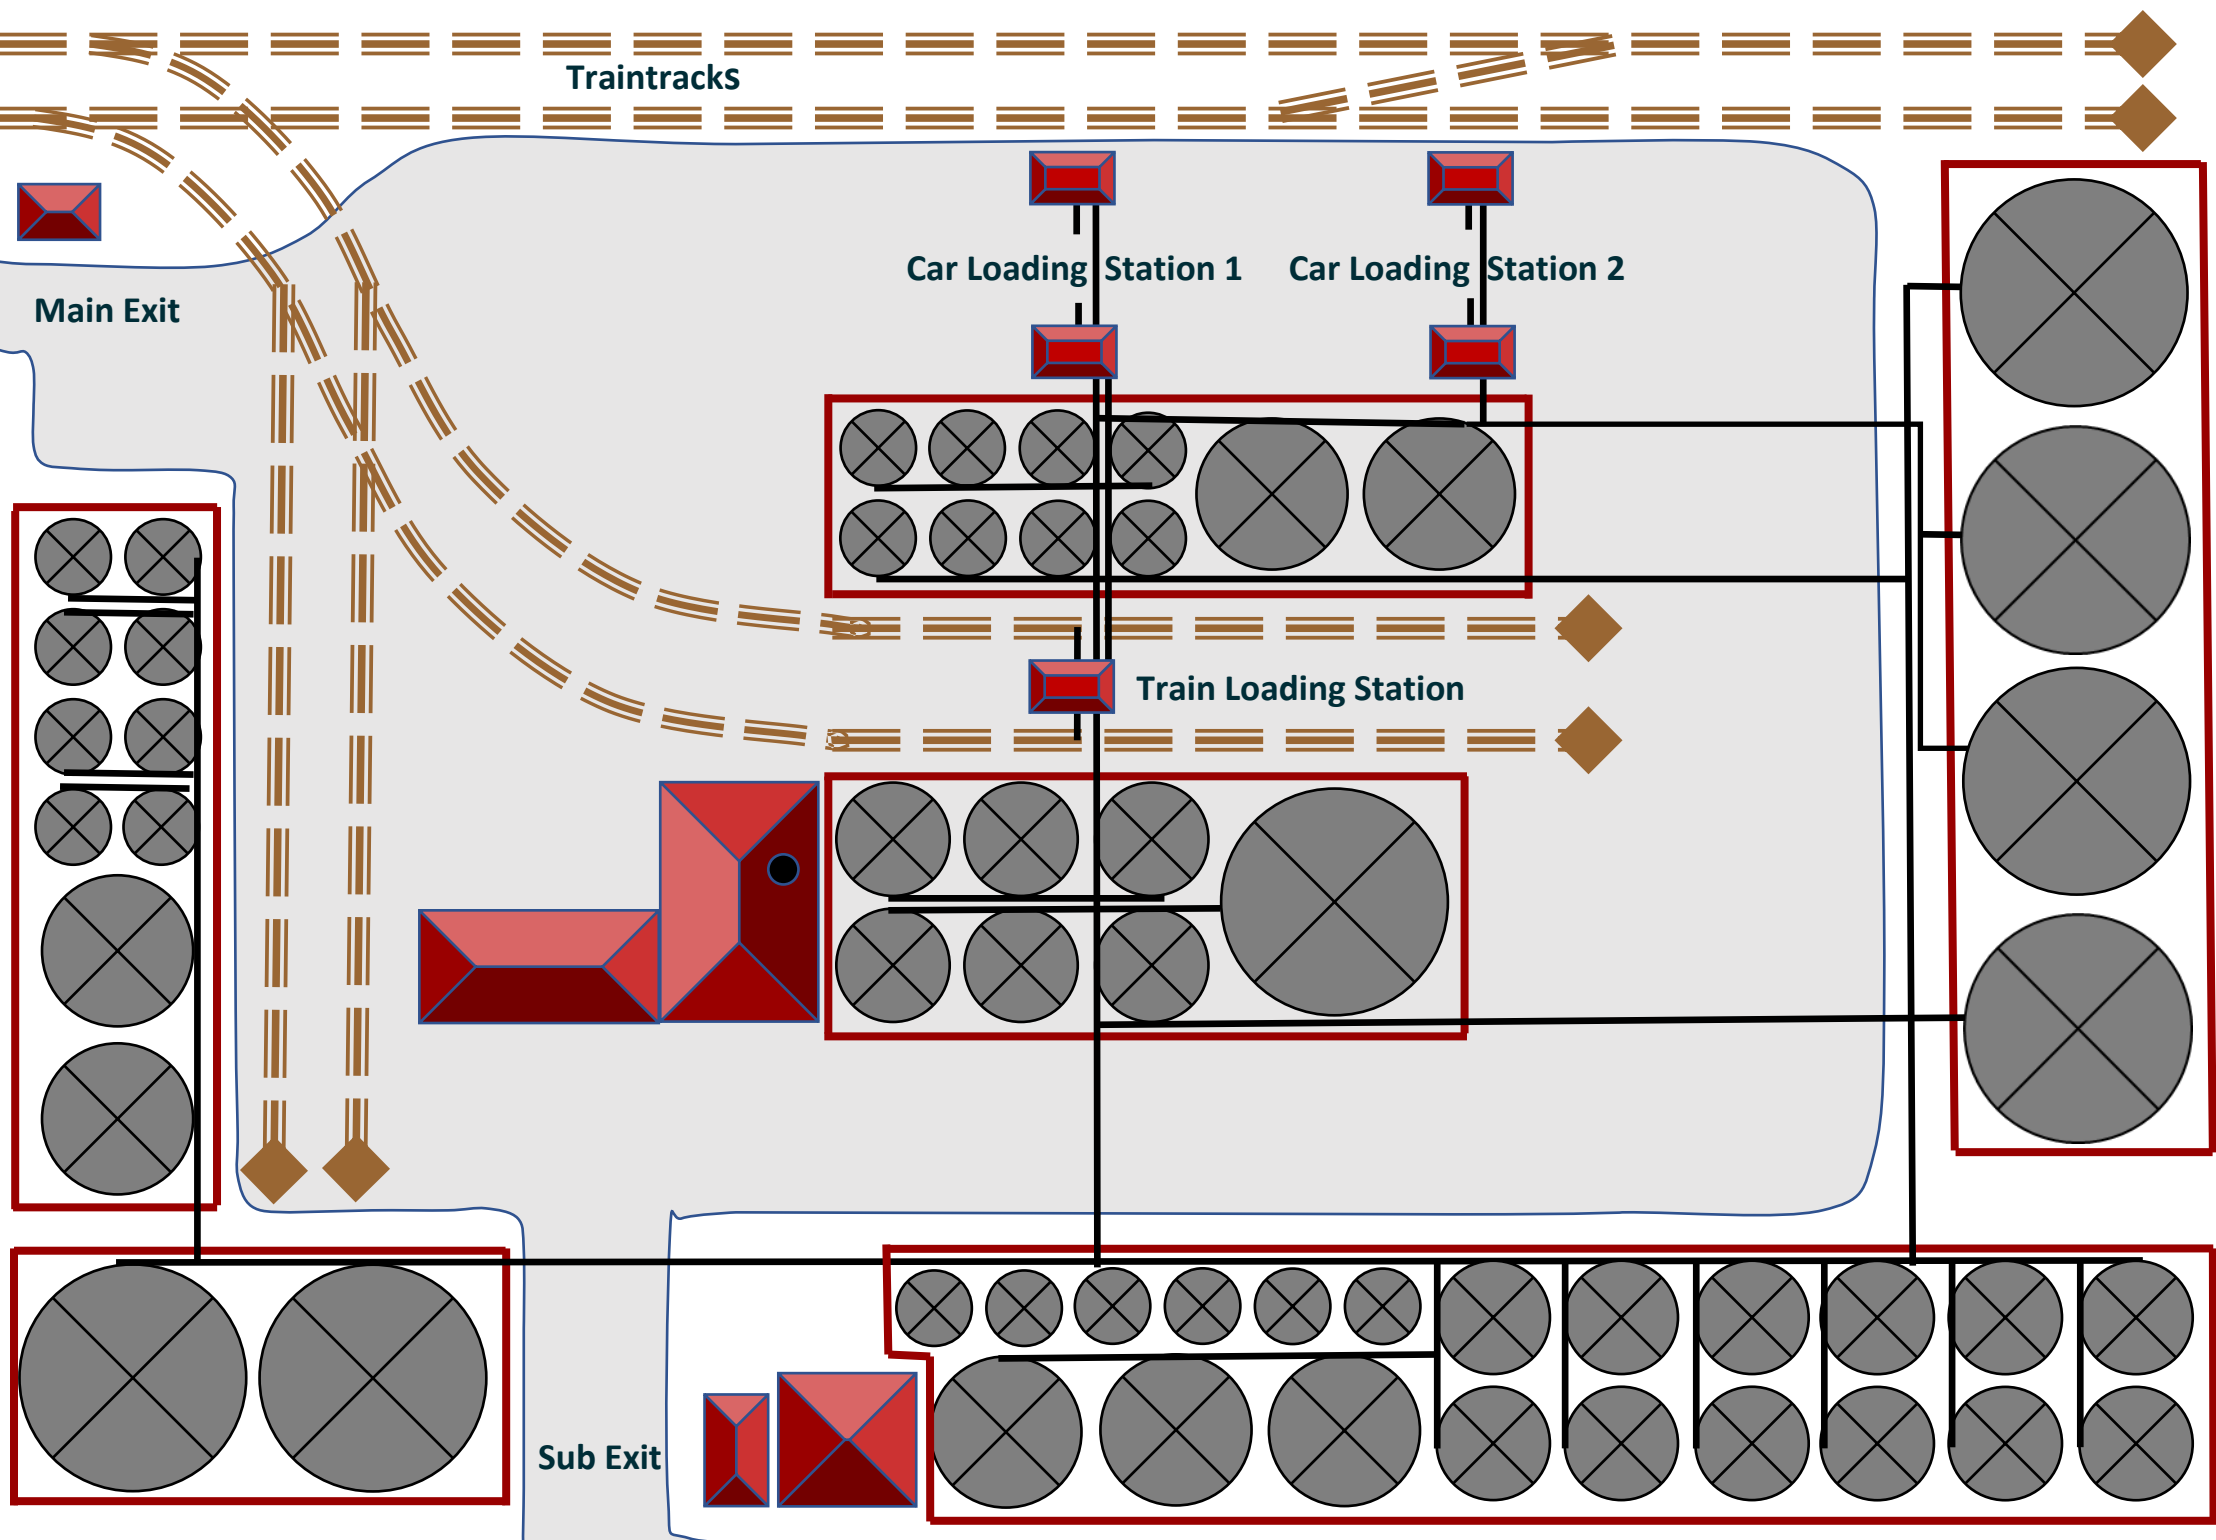 Traintracks
Car Loading Station 1
Car Loading Station 2
Main Exit
Train Loading Station
Sub Exit